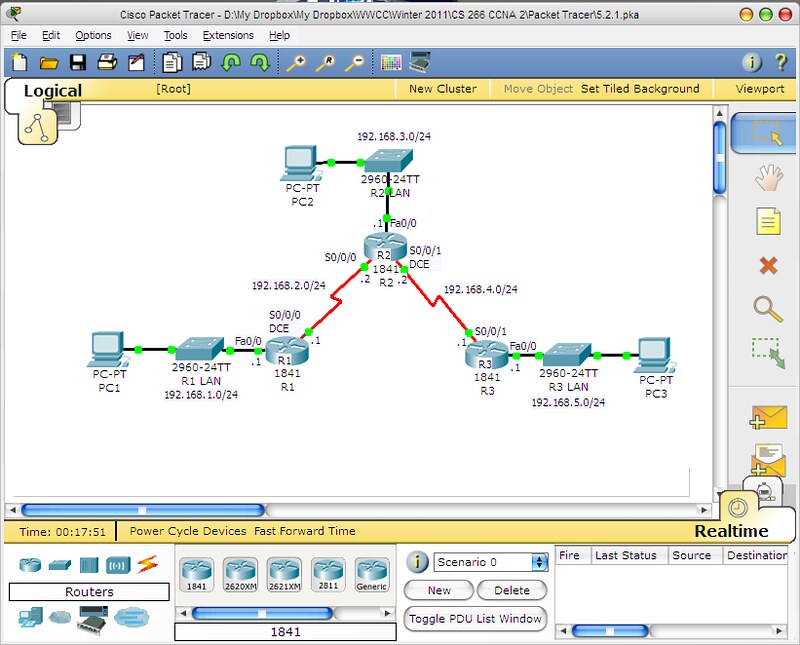 Cisco Packet Tracer - D:\My Dropbox\My Dropbox\WWCC\Winter 2011\CS 266 CCNA 2\Packet Tracer\5.2.1.pka
File Edit Options View Tools Extensions Help
Logical [Root] New Cluster Move Object Set Tiled Background Viewport
192.168.3.0/24
PC-PT
PC2
2960-24TT
R2 LAN
.1 Fa0/0
R2
S0/0/0
S0/0/1
DCE
1841
R2
.2
.2
192.168.2.0/24
192.168.4.0/24
S0/0/0
DCE
.1
S0/0/1
.1
Fa0/0
.1
Fa0/0
.1
R1
R3
PC-PT
PC1
2960-24TT
R1 LAN
192.168.1.0/24
1841
R1
1841
R3
2960-24TT
R3 LAN
192.168.5.0/24
PC-PT
PC3
Time: 00:17:51 Power Cycle Devices Fast Forward Time
Realtime
Routers
1841 2620XM 2621XM 2811 Generic
1841
Scenario 0
New Delete
Toggle PDU List Window
Fire Last Status Source Destination